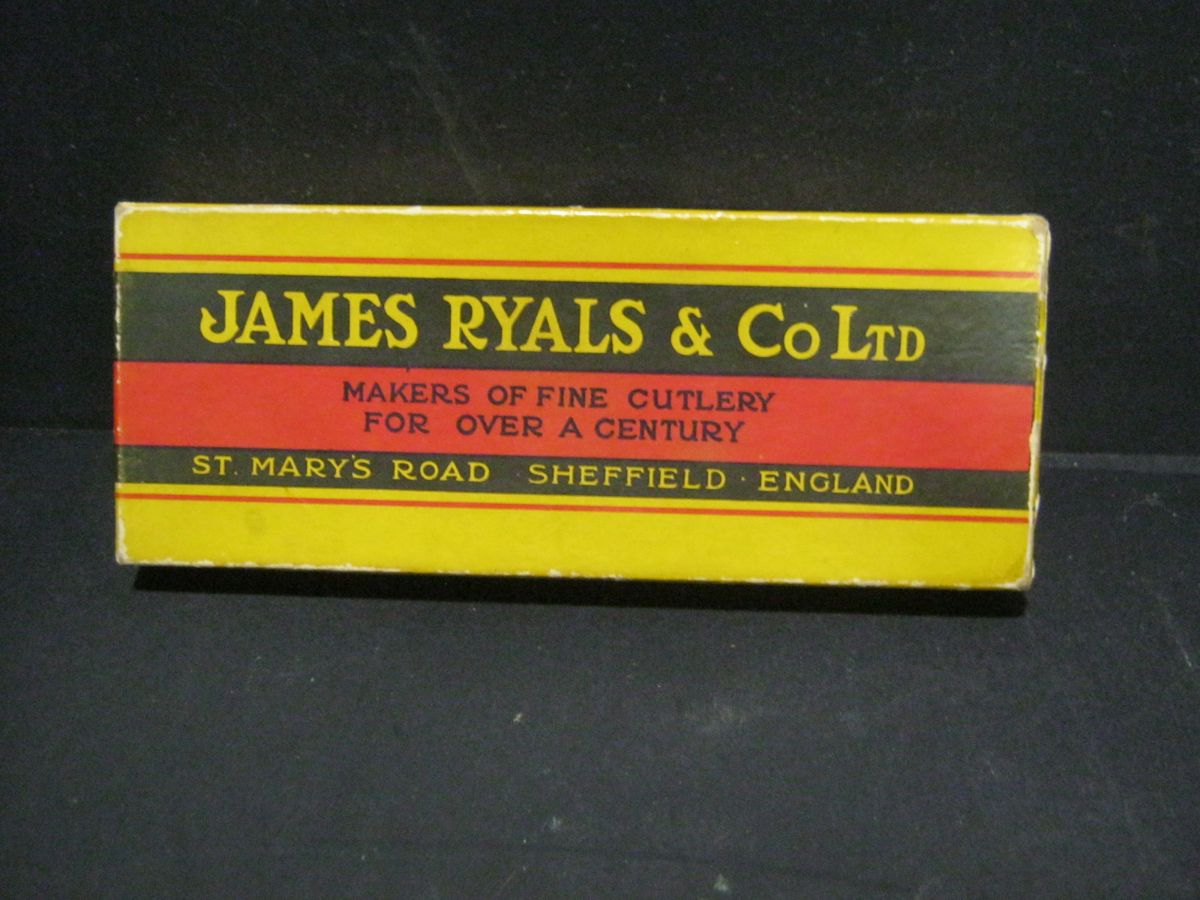 JAMES RYALS & Co LTD
MAKERS OF FINE CUTLERY
FOR OVER A CENTURY
ST. MARY'S ROAD · SHEFFIELD · ENGLAND